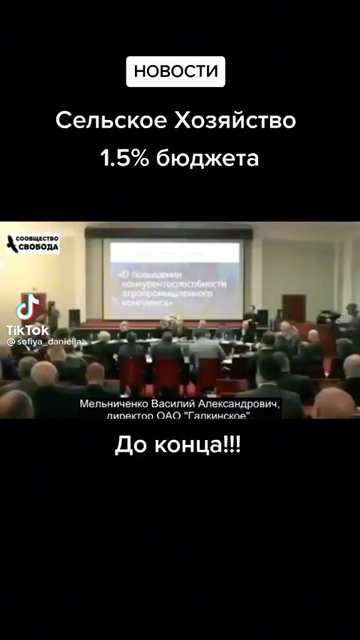 НОВОСТИ
Сельское Хозяйство
1.5% бюджета
СООБЩЕСТВО
СВОБОДА
«О повышении
конкурентоспособности
агропромышленного
комплекса»
TikTok
@sofiya_daniellaa
Мельниченко Василий Александрович,
директор ОАО "Галкинское".
До конца!!!